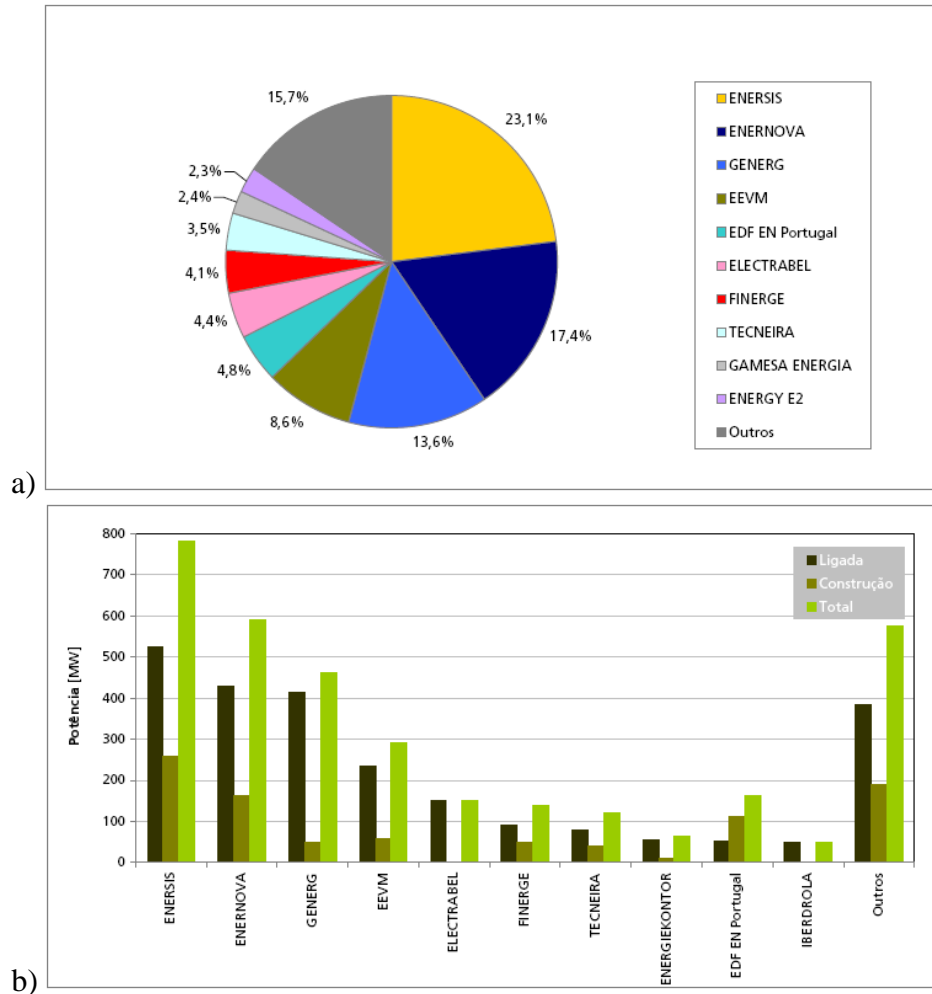 15,7%
23,1%
2,3%
2,4%
3,5%
4,1%
4,4%
4,8%
8,6%
13,6%
17,4%
ENERSIS
ENERNOVA
GENERG
EEVM
EDF EN Portugal
ELECTRABEL
FINERGE
TECNEIRA
GAMESA ENERGIA
ENERGY E2
Outros
a)
Potência [MW]
800
700
600
500
400
300
200
100
0
Ligada
Construção
Total
ENERSIS
ENERNOVA
GENERG
EEVM
ELECTRABEL
FINERGE
TECNEIRA
ENERGIEKONTOR
EDF EN Portugal
IBERDROLA
Outros
b)